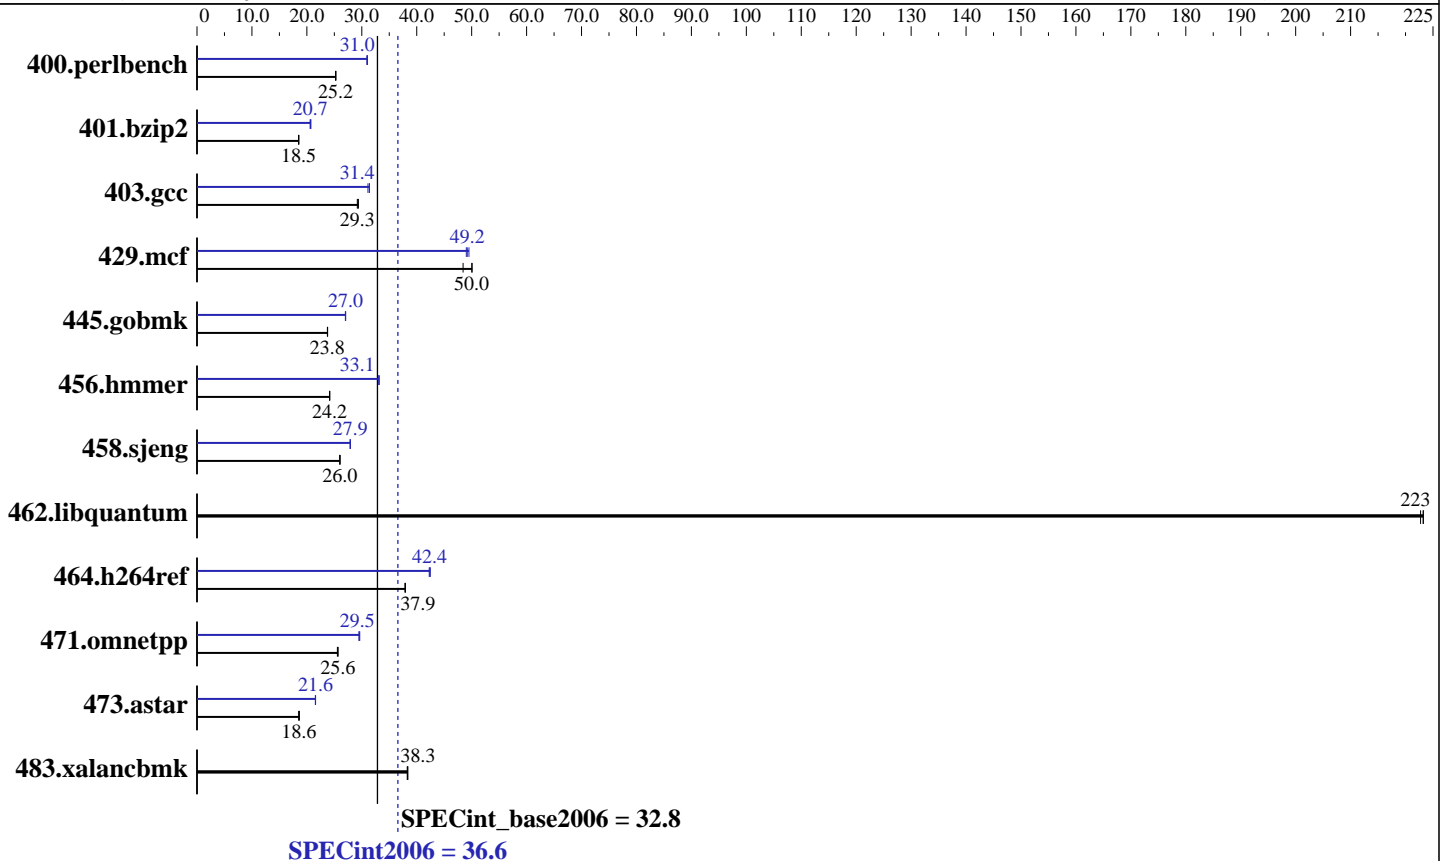 0 10.0 20.0 30.0 40.0 50.0 60.0 70.0 80.0 90.0 100 110 120 130 140 150 160 170 180 190 200 210 225
400.perlbench
31.0
25.2
401.bzip2
20.7
18.5
403.gcc
31.4
29.3
429.mcf
49.2
50.0
445.gobmk
27.0
23.8
456.hmmer
33.1
24.2
458.sjeng
27.9
26.0
462.libquantum
223
464.h264ref
42.4
37.9
471.omnetpp
29.5
25.6
473.astar
21.6
18.6
483.xalancbmk
38.3
SPECint_base2006 = 32.8
SPECint2006 = 36.6